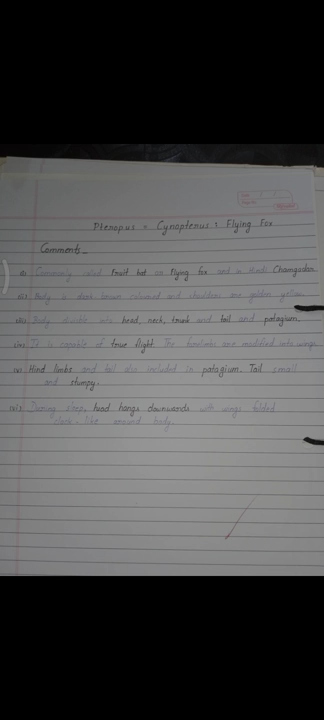 Pteropus = Cynopterus : Flying Fox
Comments_
(i) Commonly called Fruit bat or Flying fox and in Hindi Chamgadar.
(ii) Body is dark brown coloured and shoulders are golden yellow.
(iii) Body divisible into head, neck, trunk and tail and patagium.
(iv) It is capable of true flight. The forelimbs are modified into wings.
(v) Hind limbs and tail also included in patagium. Tail small
and stumpy.
(vi) During sleep, head hangs downwards with wings folded
like around body.